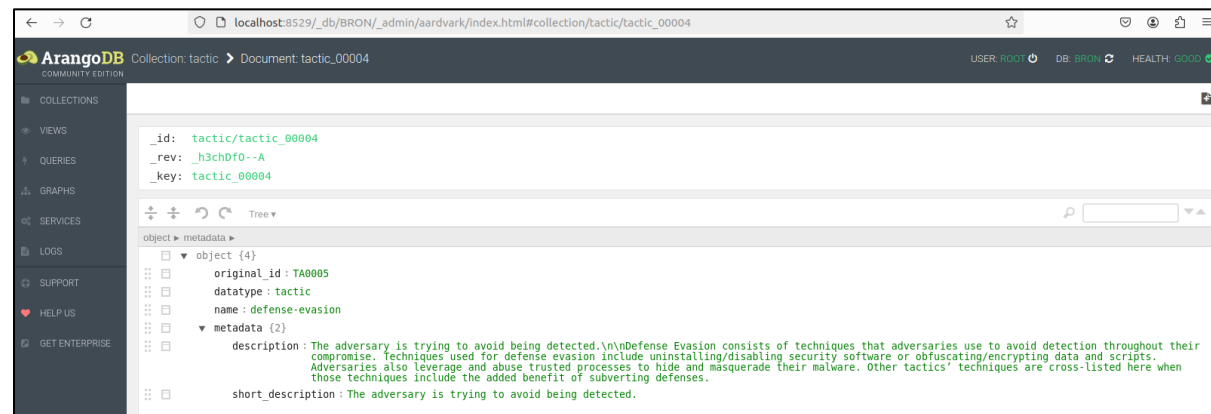 localhost:8529/_db/BRON/_admin/aardvark/index.html#collection/tactic/tactic_00004
ArangoDB
COMMUNITY EDITION
Collection: tactic > Document: tactic_00004
USER: ROOT DB: BRON HEALTH: GOOD
COLLECTIONS
VIEWS
QUERIES
GRAPHS
SERVICES
LOGS
SUPPORT
HELP US
GET ENTERPRISE
_id: tactic/tactic_00004
_rev: _h3chDfO--A
_key: tactic_00004
Tree ▾
object ► metadata ►
▼ object {4}
original_id : TA0005
datatype : tactic
name : defense-evasion
▼ metadata {2}
description : The adversary is trying to avoid being detected.\n\nDefense Evasion consists of techniques that adversaries use to avoid detection throughout their
compromise. Techniques used for defense evasion include uninstalling/disabling security software or obfuscating/encrypting data and scripts.
Adversaries also leverage and abuse trusted processes to hide and masquerade their malware. Other tactics’ techniques are cross-listed here when
those techniques include the added benefit of subverting defenses.
short_description : The adversary is trying to avoid being detected.